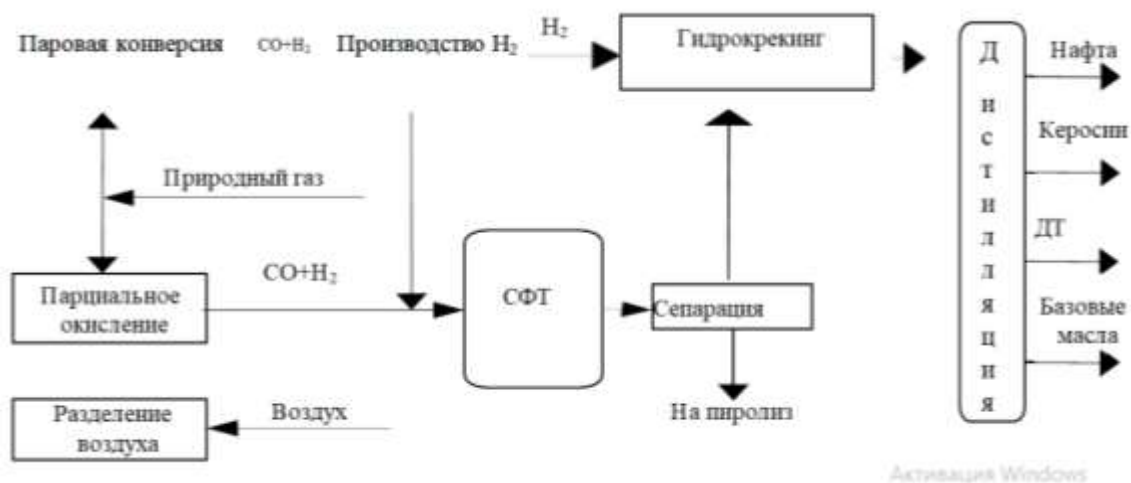 Паровая конверсия CO+H₂ Производство H₂ H₂ Гидрокрекинг
Дистилляция
Нафта
Керосин
Природный газ
ДТ
CO+H₂
СФТ
Парциальное
окисление
Сепарация
Базовые
масла
Разделение
воздуха
Воздух
На пиролиз
Активация Windows